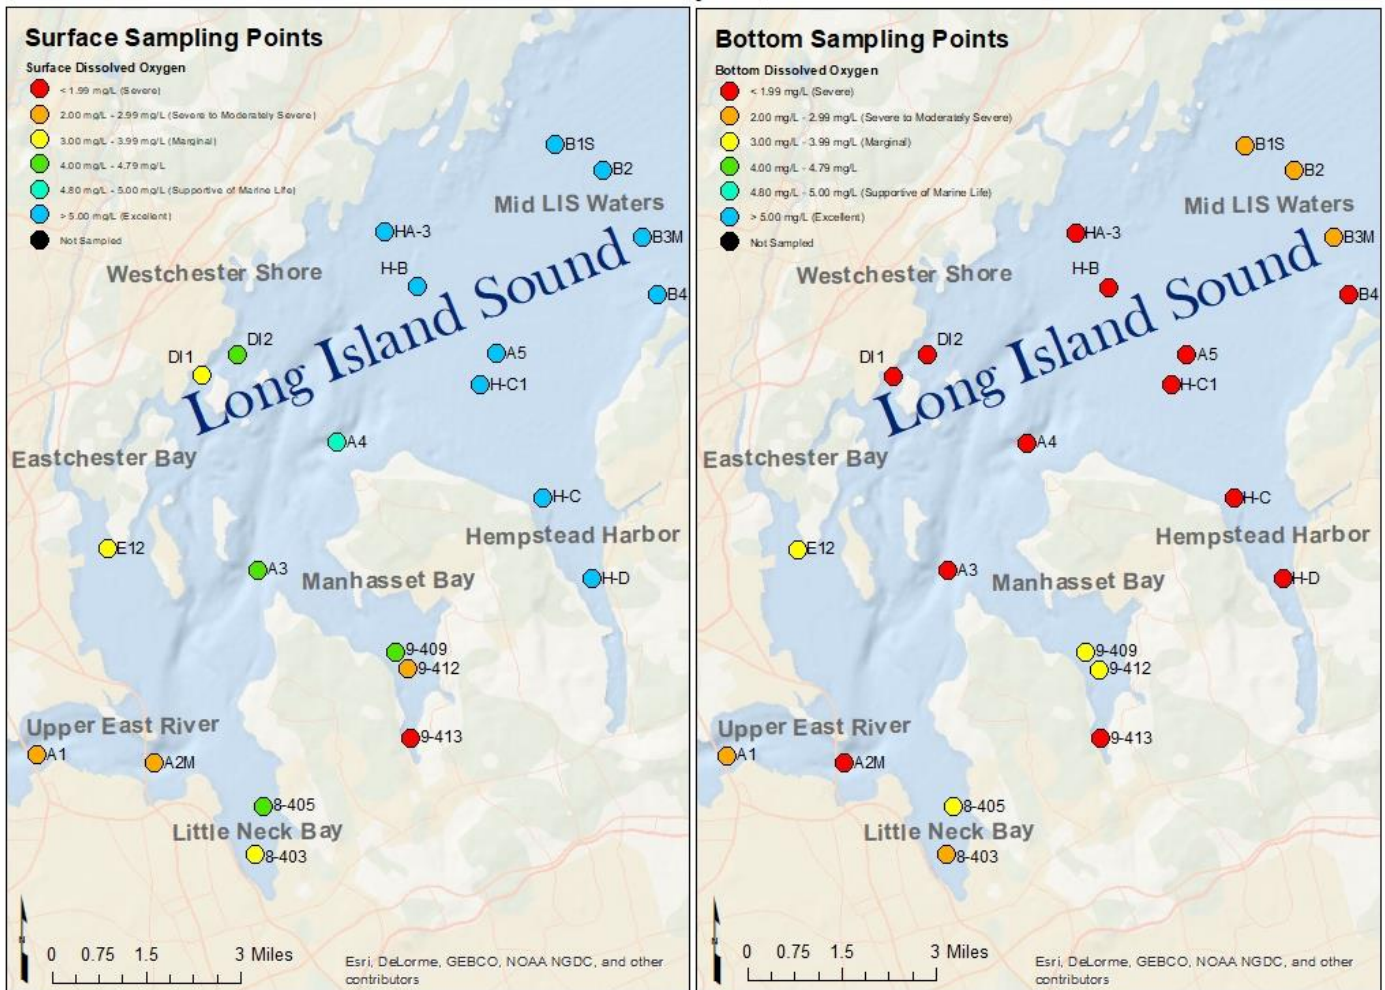 Surface Sampling Points
Surface Dissolved Oxygen
< 1.99 mg/L (Severe)
2.00 mg/L - 2.99 mg/L (Severe to Moderately Severe)
3.00 mg/L - 3.99 mg/L (Marginal)
4.00 mg/L - 4.79 mg/L
4.80 mg/L - 5.00 mg/L (Supportive of Marine Life)
> 5.00 mg/L (Excellent)
Not Sampled
B1S
B2
Mid LIS Waters
HA-3
B3M
Westchester Shore
H-B
B4
Long Island Sound
DI2
DI1
A5
H-C1
A4
Eastchester Bay
H-C
Hempstead Harbor
E12
A3
Manhasset Bay
H-D
9-409
9-412
Upper East River
9-413
A1
A2M
8-405
Little Neck Bay
8-403
N
0 0.75 1.5 3 Miles
Esri, DeLorme, GEBCO, NOAA NGDC, and other
contributors
Bottom Sampling Points
Bottom Dissolved Oxygen
< 1.99 mg/L (Severe)
2.00 mg/L - 2.99 mg/L (Severe to Moderately Severe)
3.00 mg/L - 3.99 mg/L (Marginal)
4.00 mg/L - 4.79 mg/L
4.80 mg/L - 5.00 mg/L (Supportive of Marine Life)
> 5.00 mg/L (Excellent)
Not Sampled
B1S
B2
Mid LIS Waters
HA-3
B3M
Westchester Shore
H-B
B4
Long Island Sound
DI2
DI1
A5
H-C1
A4
Eastchester Bay
H-C
Hempstead Harbor
E12
A3
Manhasset Bay
H-D
9-409
9-412
Upper East River
9-413
A1
A2M
8-405
Little Neck Bay
8-403
N
0 0.75 1.5 3 Miles
Esri, DeLorme, GEBCO, NOAA NGDC, and other
contributors